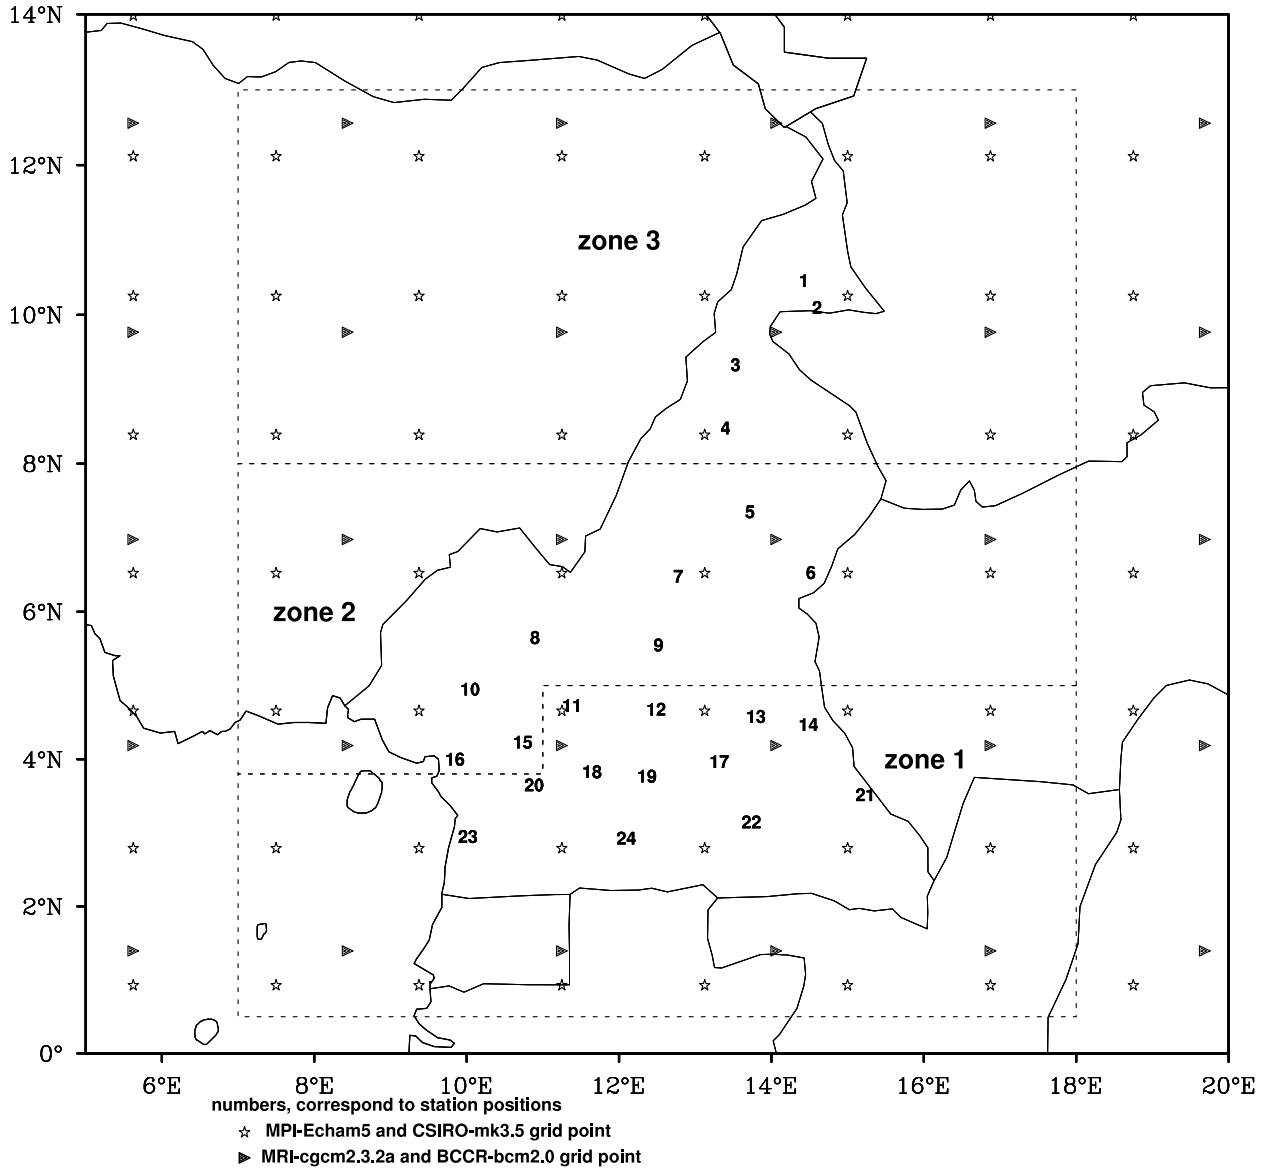 14°N
12°N
zone 3
1
10°N
2
3
4
8°N
5
7
6
6°N
zone 2
8
9
10
11
12
13
14
15
4°N
16
17
zone 1
18
19
20
21
22
23
24
2°N
0°
6°E
8°E
10°E
12°E
14°E
16°E
18°E
20°E
numbers, correspond to station positions
MPI-Echam5 and CSIRO-mk3.5 grid point
MRI-cgcm2.3.2a and BCCR-bcm2.0 grid point